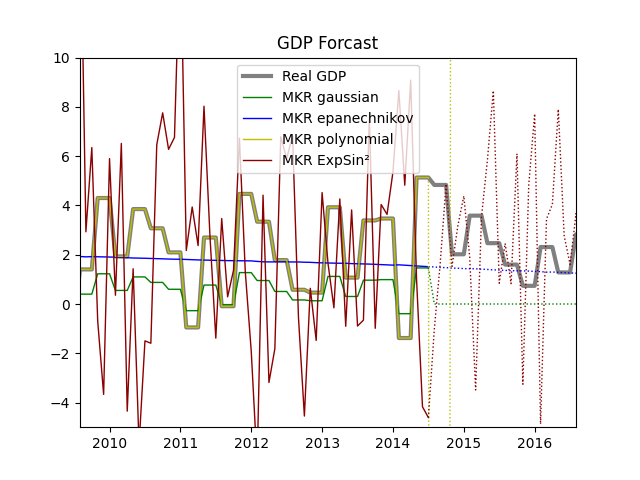 GDP Forcast
Real GDP
MKR gaussian
MKR epanechnikov
MKR polynomial
MKR ExpSin²
10
8
6
4
2
0
−2
−4
2010 2011 2012 2013 2014 2015 2016